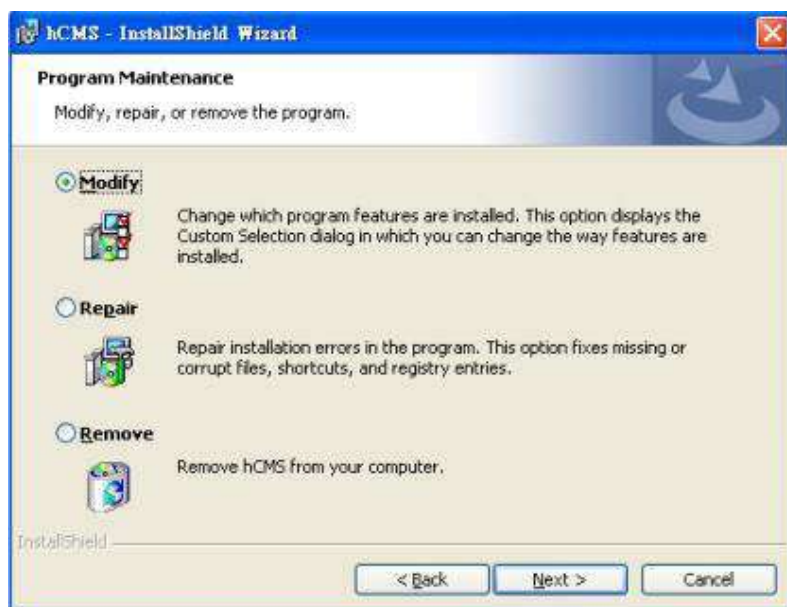 hCMS - InstallShield Wizard
Program Maintenance
Modify, repair, or remove the program.
Modify
Change which program features are installed. This option displays the
Custom Selection dialog in which you can change the way features are
installed.
Repair
Repair installation errors in the program. This option fixes missing or
corrupt files, shortcuts, and registry entries.
Remove
Remove hCMS from your computer.
InstallShield
< Back
Next >
Cancel